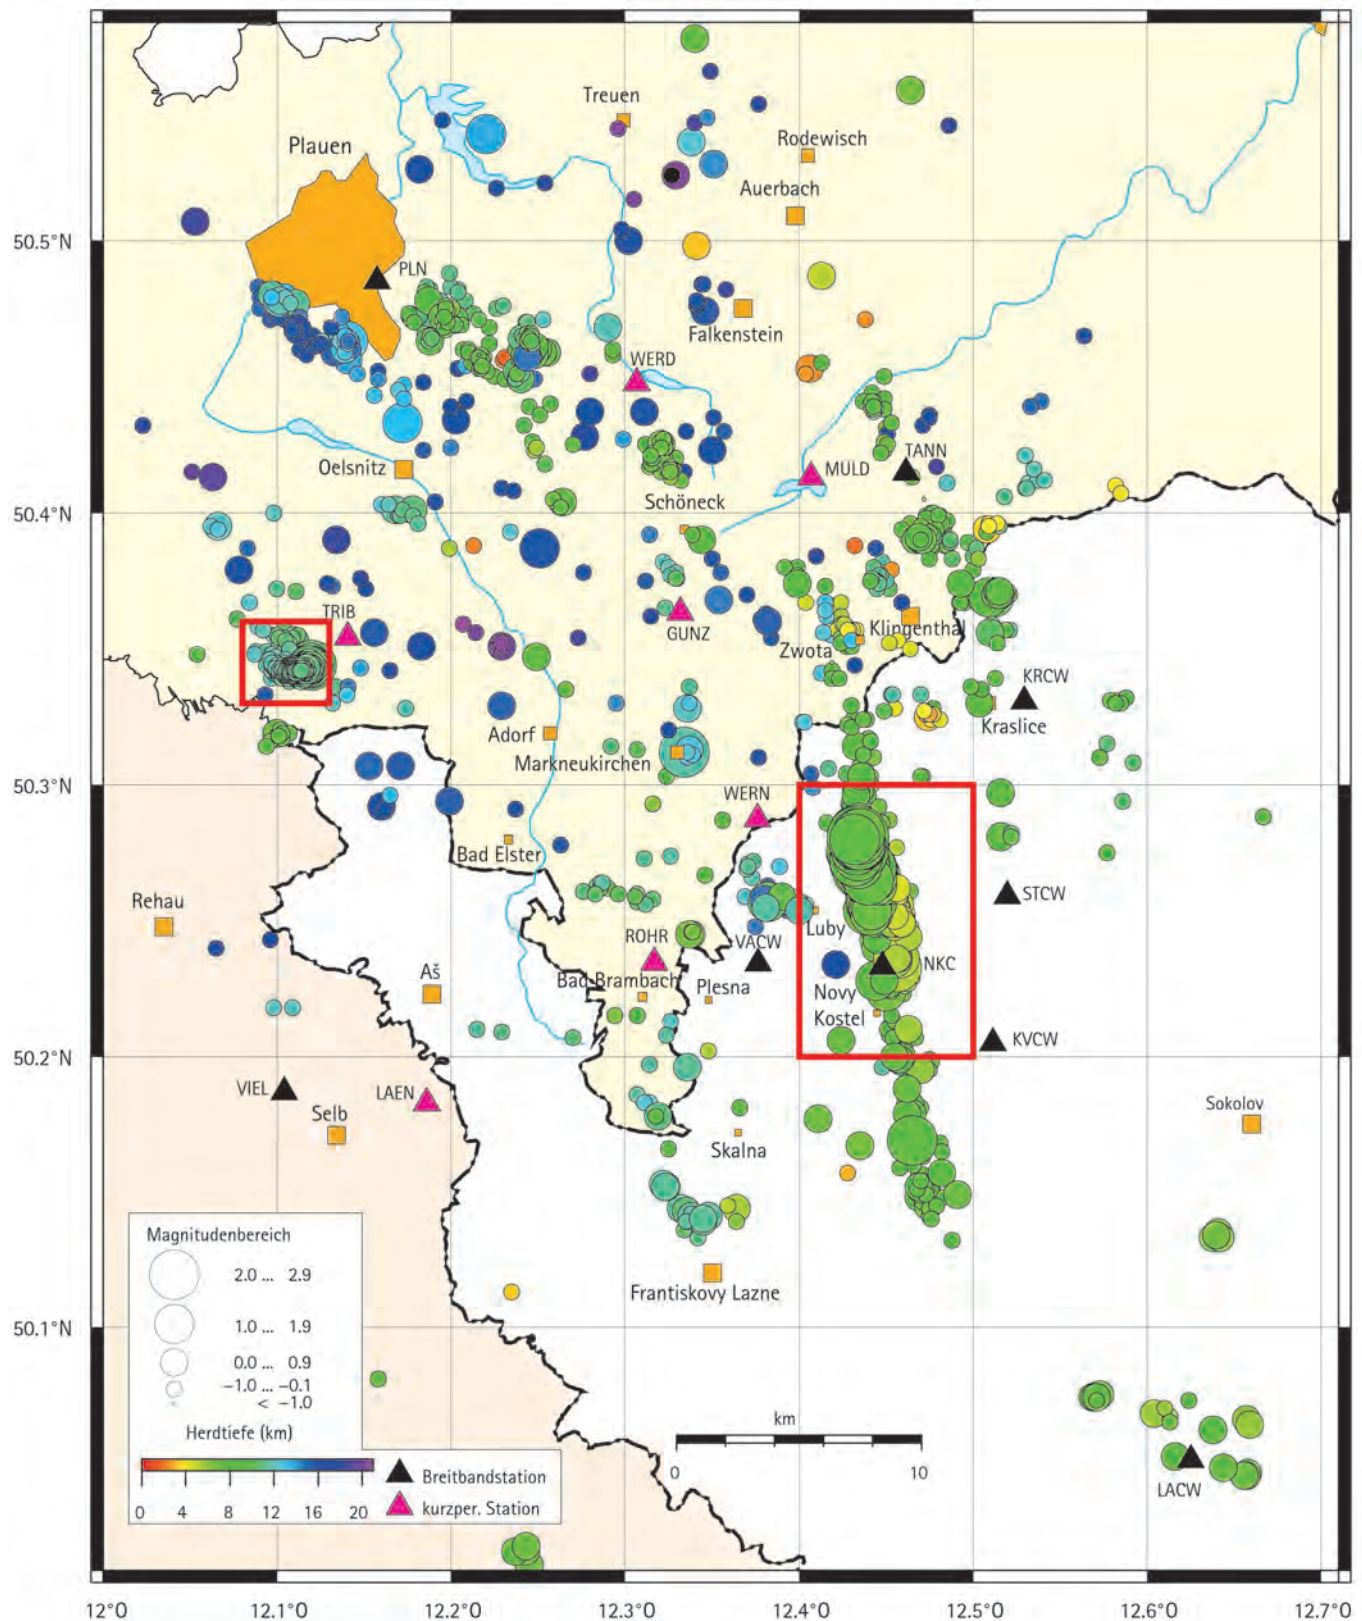 Treuen
Rodewisch
Plauen
Auerbach
50.5°N
PLN
Falkenstein
WERD
Oelsnitz
MULD
TANN
Schöneck
50.4°N
TRIB
GUNZ
Klingenthal
Zwota
KRCW
Kraslice
Adorf
Markneukirchen
50.3°N
WERN
Bad Elster
Rehau
STCW
Luby
ROHR
VACW
NKC
Aš
Bad Brambach
Plesna
Novy
Kostel
KVCW
50.2°N
VIEL
LAEN
Selb
Sokolov
Skalna
Frantiskovy Lazne
Magnitudenbereich
2.0 ... 2.9
1.0 ... 1.9
0.0 ... 0.9
−1.0 ... −0.1
< −1.0
50.1°N
Herdtiefe (km)
0 4 8 12 16 20
Breitbandstation
kurzper. Station
km
0 10
LACW
12°O 12.1°O 12.2°O 12.3°O 12.4°O 12.5°O 12.6°O 12.7°O